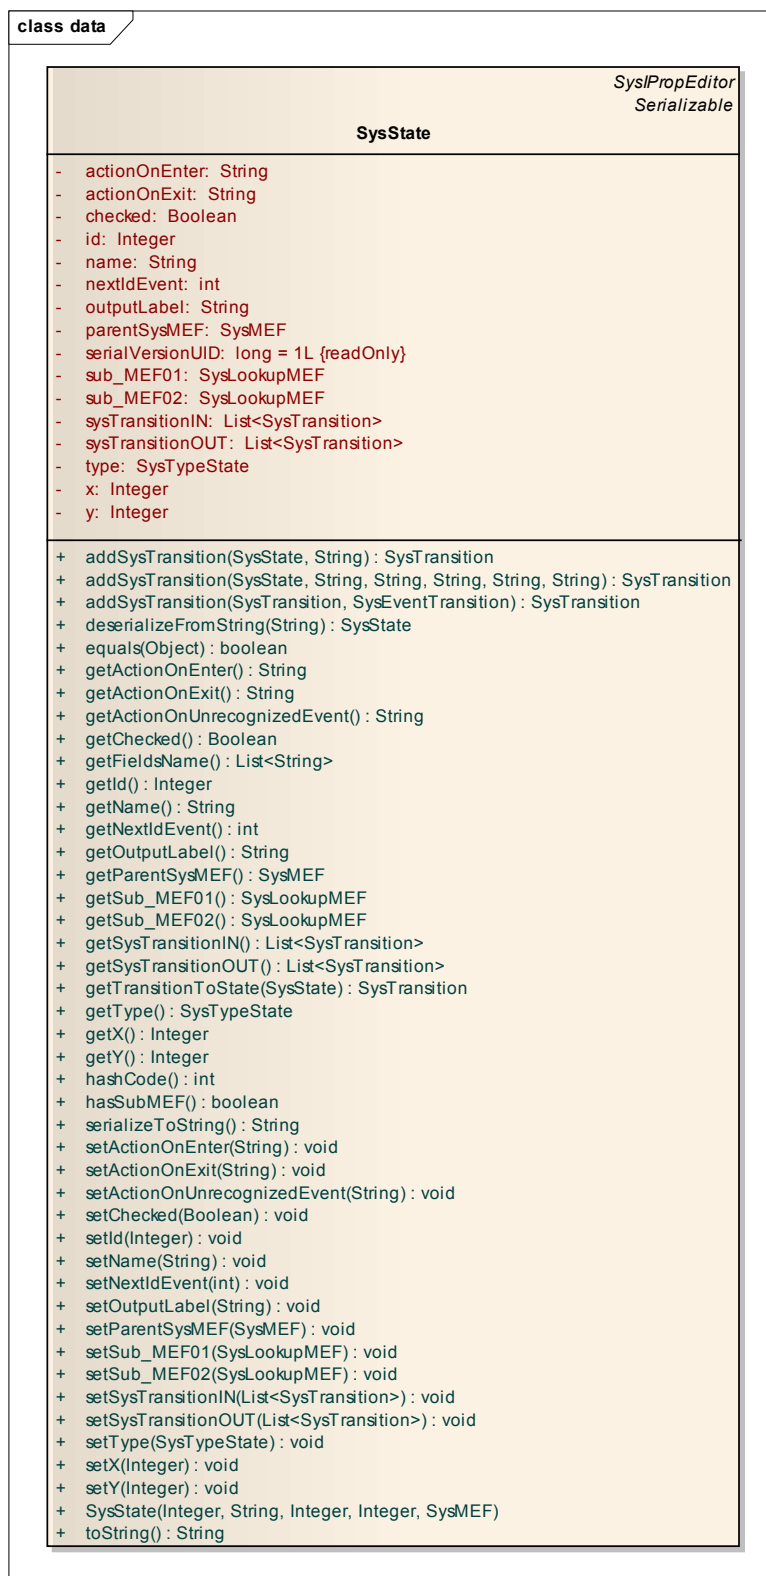 class data
SysIPropEditor
Serializable
SysState
- actionOnEnter: String
- actionOnExit: String
- checked: Boolean
- id: Integer
- name: String
- nextIdEvent: int
- outputLabel: String
- parentSysMEF: SysMEF
- serialVersionUID: long = 1L {readOnly}
- sub_MEF01: SysLookupMEF
- sub_MEF02: SysLookupMEF
- sysTransitionIN: List<SysTransition>
- sysTransitionOUT: List<SysTransition>
- type: SysTypeState
- x: Integer
- y: Integer
+ addSysTransition(SysState, String) : SysTransition
+ addSysTransition(SysState, String, String, String, String, String) : SysTransition
+ addSysTransition(SysTransition, SysEventTransition) : SysTransition
+ deserializeFromString(String) : SysState
+ equals(Object) : boolean
+ getActionOnEnter() : String
+ getActionOnExit() : String
+ getActionOnUnrecognizedEvent() : String
+ getChecked() : Boolean
+ getFieldsName() : List<String>
+ getId() : Integer
+ getName() : String
+ getNextIdEvent() : int
+ getOutputLabel() : String
+ getParentSysMEF() : SysMEF
+ getSub_MEF01() : SysLookupMEF
+ getSub_MEF02() : SysLookupMEF
+ getSysTransitionIN() : List<SysTransition>
+ getSysTransitionOUT() : List<SysTransition>
+ getTransitionToState(SysState) : SysTransition
+ getType() : SysTypeState
+ getX() : Integer
+ getY() : Integer
+ hashCode() : int
+ hasSubMEF() : boolean
+ serializeToString() : String
+ setActionOnEnter(String) : void
+ setActionOnExit(String) : void
+ setActionOnUnrecognizedEvent(String) : void
+ setChecked(Boolean) : void
+ setId(Integer) : void
+ setName(String) : void
+ setNextIdEvent(int) : void
+ setOutputLabel(String) : void
+ setParentSysMEF(SysMEF) : void
+ setSub_MEF01(SysLookupMEF) : void
+ setSub_MEF02(SysLookupMEF) : void
+ setSysTransitionIN(List<SysTransition>) : void
+ setSysTransitionOUT(List<SysTransition>) : void
+ setType(SysTypeState) : void
+ setX(Integer) : void
+ setY(Integer) : void
+ SysState(Integer, String, Integer, Integer, SysMEF)
+ toString() : String